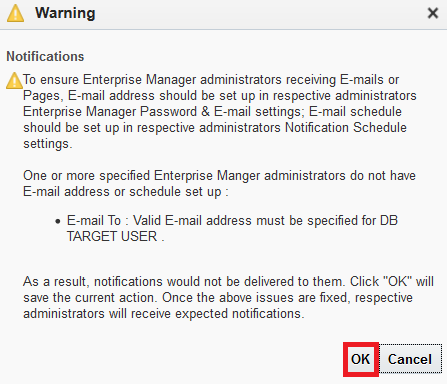 Warning
Notifications
To ensure Enterprise Manager administrators receiving E-mails or
Pages, E-mail address should be set up in respective administrators
Enterprise Manager Password & E-mail settings; E-mail schedule
should be set up in respective administrators Notification Schedule
settings.
One or more specified Enterprise Manger administrators do not have
E-mail address or schedule set up :
• E-mail To : Valid E-mail address must be specified for DB
TARGET USER .
As a result, notifications would not be delivered to them. Click "OK" will
save the current action. Once the above issues are fixed, respective
administrators will receive expected notifications.
OK Cancel